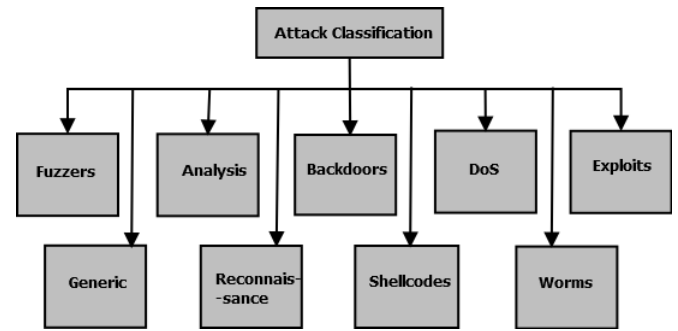 Attack Classification
Fuzzers
Analysis
Backdoors
DoS
Exploits
Generic
Reconnais-
-sance
Shellcodes
Worms